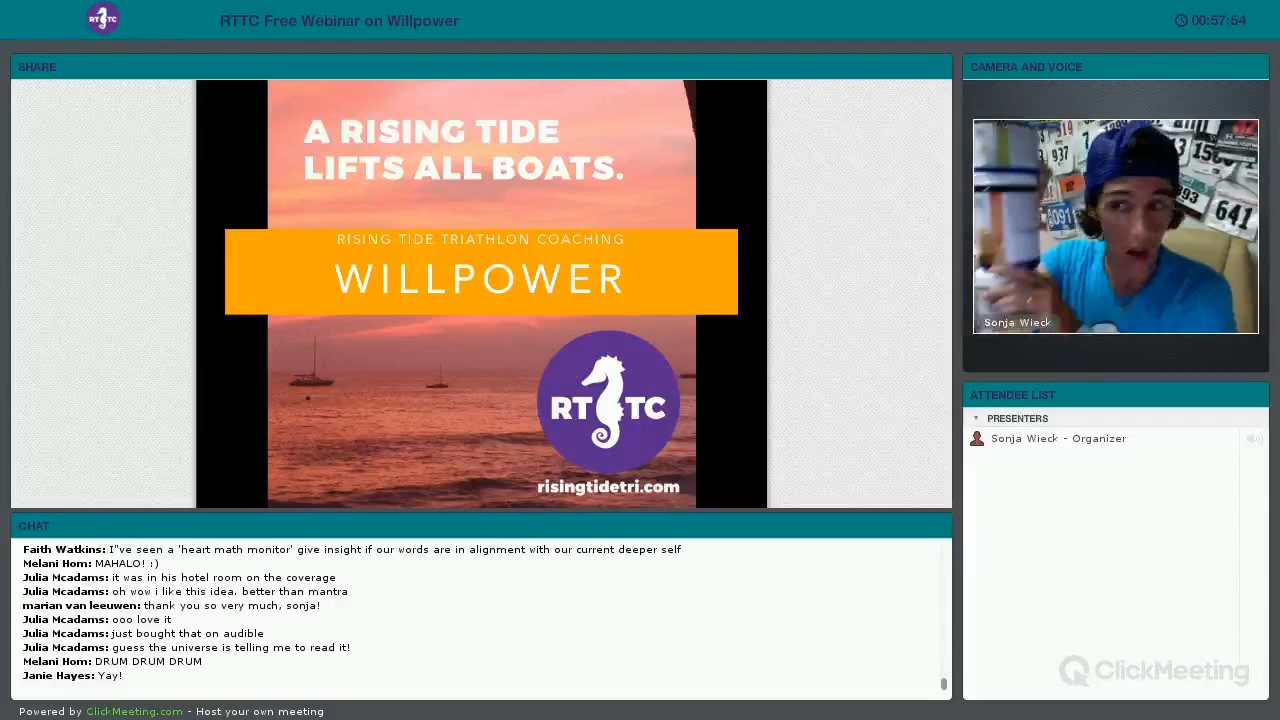 RTTC
RTTC Free Webinar on Willpower
00:57:54
SHARE
A RISING TIDE
LIFTS ALL BOATS.
RISING TIDE TRIATHLON COACHING
WILLPOWER
RTTC
risingtidetri.com
CAMERA AND VOICE
937
393
641
Sonja Wieck
ATTENDEE LIST
PRESENTERS
Sonja Wieck - Organizer
ClickMeeting
CHAT
Faith Watkins: I"ve seen a 'heart math monitor' give insight if our words are in alignment with our current deeper self
Melani Hom: MAHALO! :)
Julia Mcadams: it was in his hotel room on the coverage
Julia Mcadams: oh wow i like this idea. better than mantra
marian van leeuwen: thank you so very much, sonja!
Julia Mcadams: ooo love it
Julia Mcadams: just bought that on audible
Julia Mcadams: guess the universe is telling me to read it!
Melani Hom: DRUM DRUM DRUM
Janie Hayes: Yay!
Powered by ClickMeeting.com - Host your own meeting